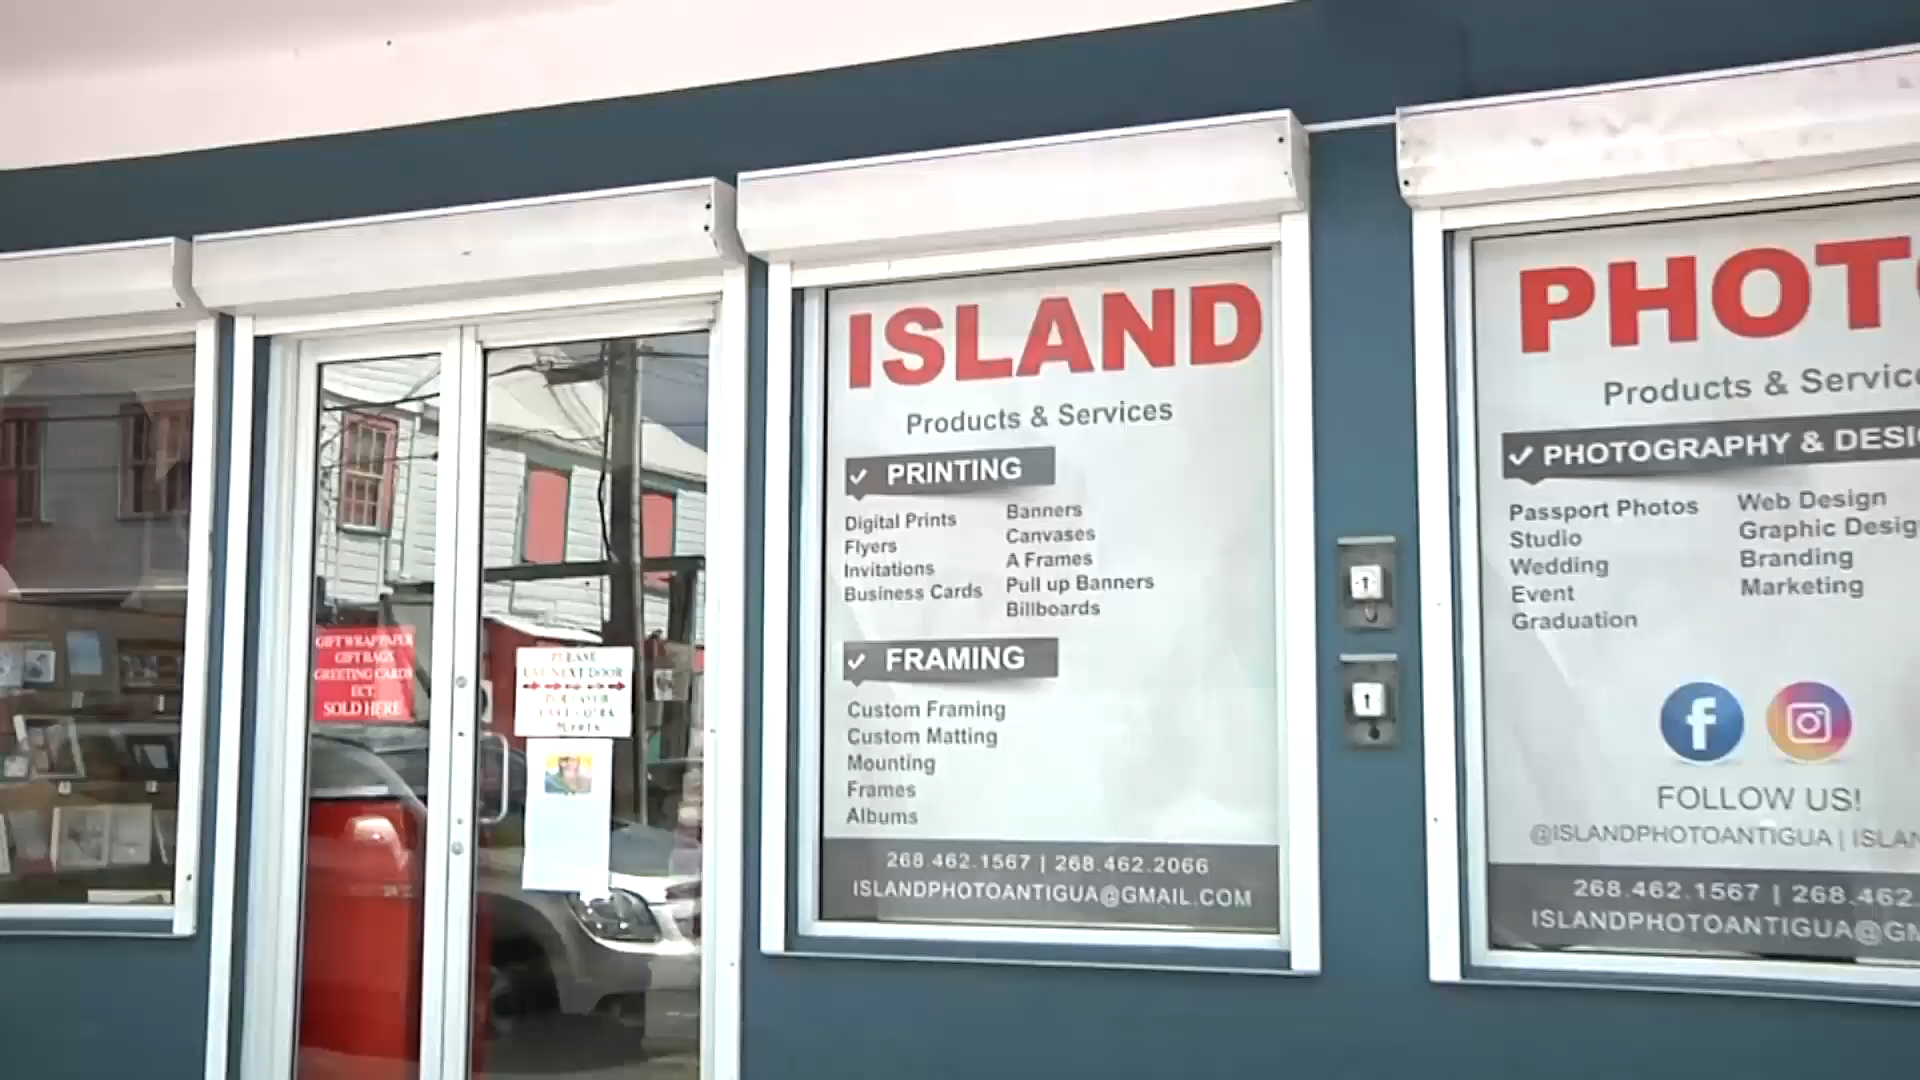 GIFT WRAP PAPER
GIFT BAGS
GREETING CARDS
ECT.
SOLD HERE
PLEASE
USE NEXT DOOR
ISLAND
Products & Services
PRINTING
Digital Prints
Flyers
Invitations
Business Cards
Banners
Canvases
A Frames
Pull up Banners
Billboards
FRAMING
Custom Framing
Custom Matting
Mounting
Frames
Albums
268.462.1567 | 268.462.2066
ISLANDPHOTOANTIGUA@GMAIL.COM
PHOT
Products & Servic
PHOTOGRAPHY & DESI
Passport Photos
Studio
Wedding
Event
Graduation
Web Design
Graphic Desig
Branding
Marketing
FOLLOW US!
@ISLANDPHOTOANTIGUA | ISLAN
268.462.1567 | 268.462.
ISLANDPHOTOANTIGUA@GM